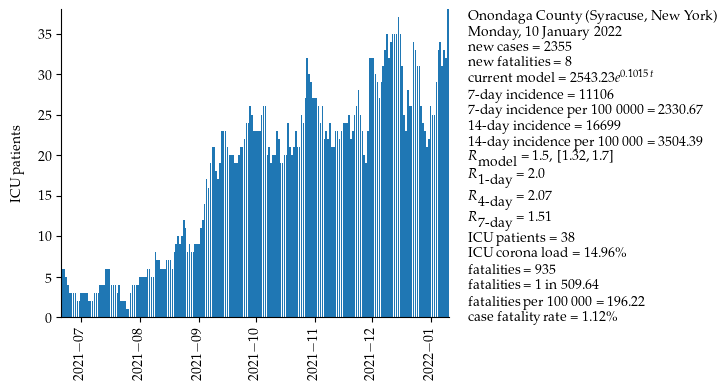 Onondaga County (Syracuse, New York)
Monday, 10 January 2022
new cases = 2355
new fatalities = 8
current model = 2543.23e^0.1015 t
7-day incidence = 11106
7-day incidence per 100 0000 = 2330.67
14-day incidence = 16699
14-day incidence per 100 000 = 3504.39
R_model = 1.5, [1.32, 1.7]
R_1-day = 2.0
R_4-day = 2.07
R_7-day = 1.51
ICU patients = 38
ICU corona load = 14.96%
fatalities = 935
fatalities = 1 in 509.64
fatalities per 100 000 = 196.22
case fatality rate = 1.12%
ICU patients
35
30
25
20
15
10
5
0
2021−07
2021−08
2021−09
2021−10
2021−11
2021−12
2022−01